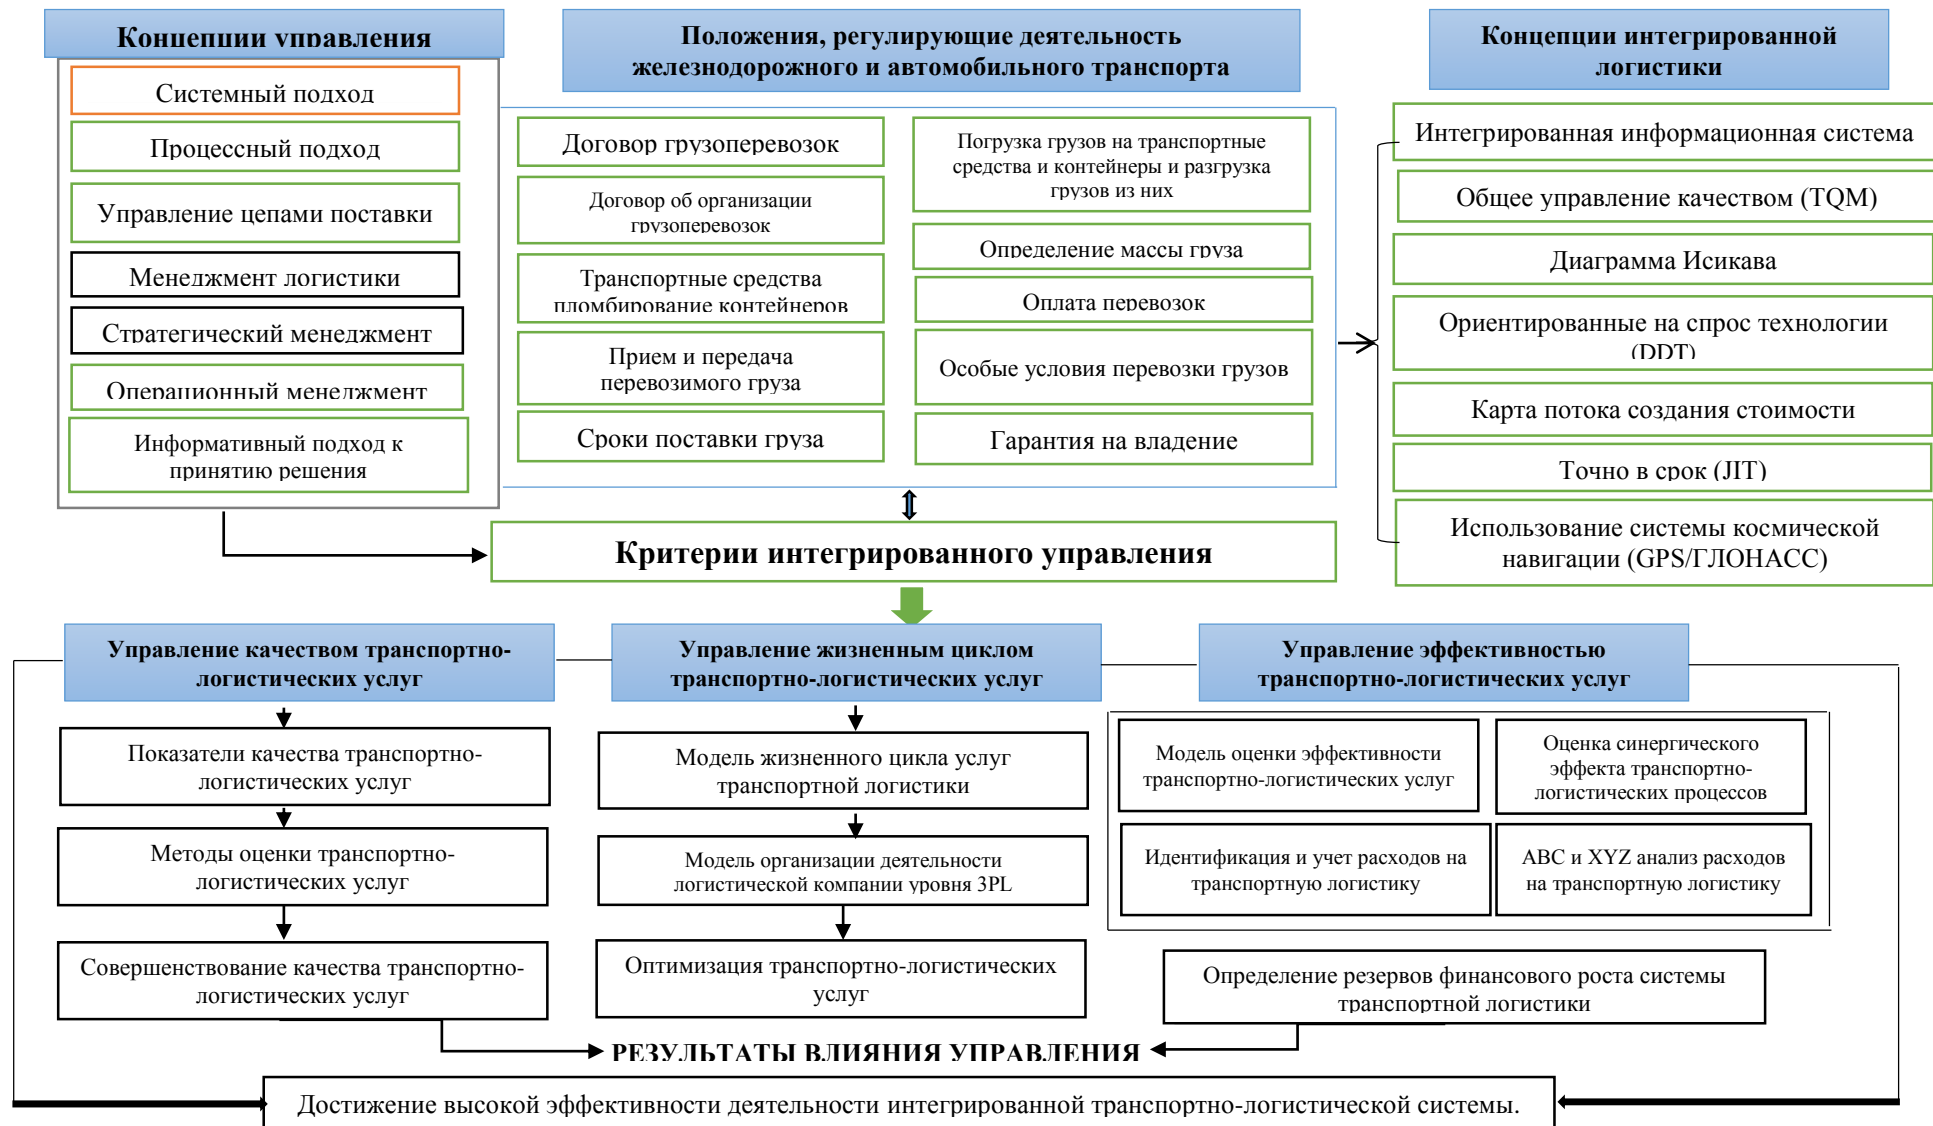 Концепции управления
Системный подход
Процессный подход
Управление цепами поставки
Менеджмент логистики
Стратегический менеджмент
Операционный менеджмент
Информативный подход к
принятию решения
Положения, регулирующие деятельность
железнодорожного и автомобильного транспорта
Договор грузоперевозок
Договор об организации
грузоперевозок
Транспортные средства
пломбирование контейнеров
Прием и передача
перевозимого груза
Сроки поставки груза
Погрузка грузов на транспортные
средства и контейнеры и разгрузка
грузов из них
Определение массы груза
Оплата перевозок
Особые условия перевозки грузов
Гарантия на владение
Концепции интегрированной
логистики
Интегрированная информационная система
Общее управление качеством (TQM)
Диаграмма Исикава
Ориентированные на спрос технологии
(DDT)
Карта потока создания стоимости
Точно в срок (JIT)
Использование системы космической
навигации (GPS/ГЛОНАСС)
Критерии интегрированного управления
Управление качеством транспортно-
логистических услуг
Показатели качества транспортно-
логистических услуг
Методы оценки транспортно-
логистических услуг
Совершенствование качества транспортно-
логистических услуг
Управление жизненным циклом
транспортно-логистических услуг
Модель жизненного цикла услуг
транспортной логистики
Модель организации деятельности
логистической компании уровня 3PL
Оптимизация транспортно-логистических
услуг
Управление эффективностью
транспортно-логистических услуг
Модель оценки эффективности
транспортно-логистических услуг
Оценка синергического
эффекта транспортно-
логистических процессов
Идентификация и учет расходов на
транспортную логистику
ABC и XYZ анализ расходов
на транспортную логистику
Определение резервов финансового роста системы
транспортной логистики
РЕЗУЛЬТАТЫ ВЛИЯНИЯ УПРАВЛЕНИЯ
Достижение высокой эффективности деятельности интегрированной транспортно-логистической системы.